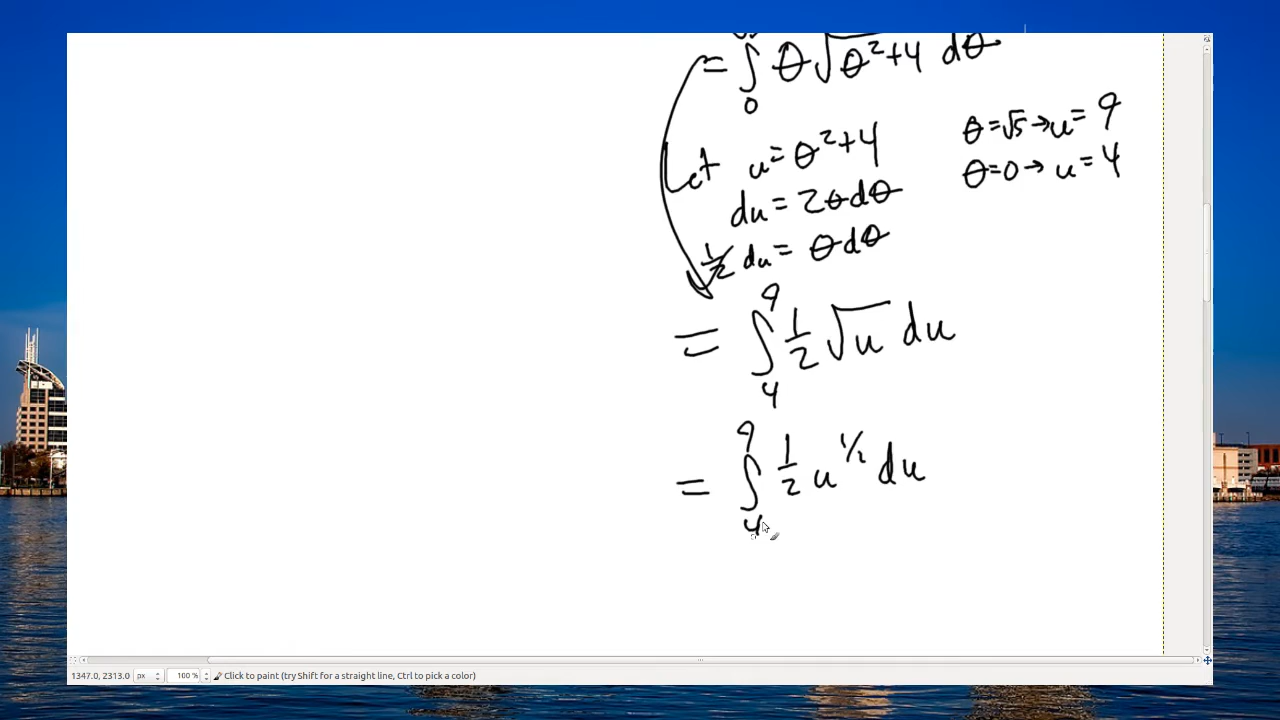 = ∫₀ θ√(θ²+4) dθ
Let u = θ²+4
θ=√5 → u = 9
θ=0 → u = 4
du = 2θdθ
1/2 du = θdθ
= ∫₄⁹ 1/2 √u du
= ∫₄⁹ 1/2 u^(1/2) du
1347.0, 2313.0 px 100 % Click to paint (try Shift for a straight line, Ctrl to pick a color)